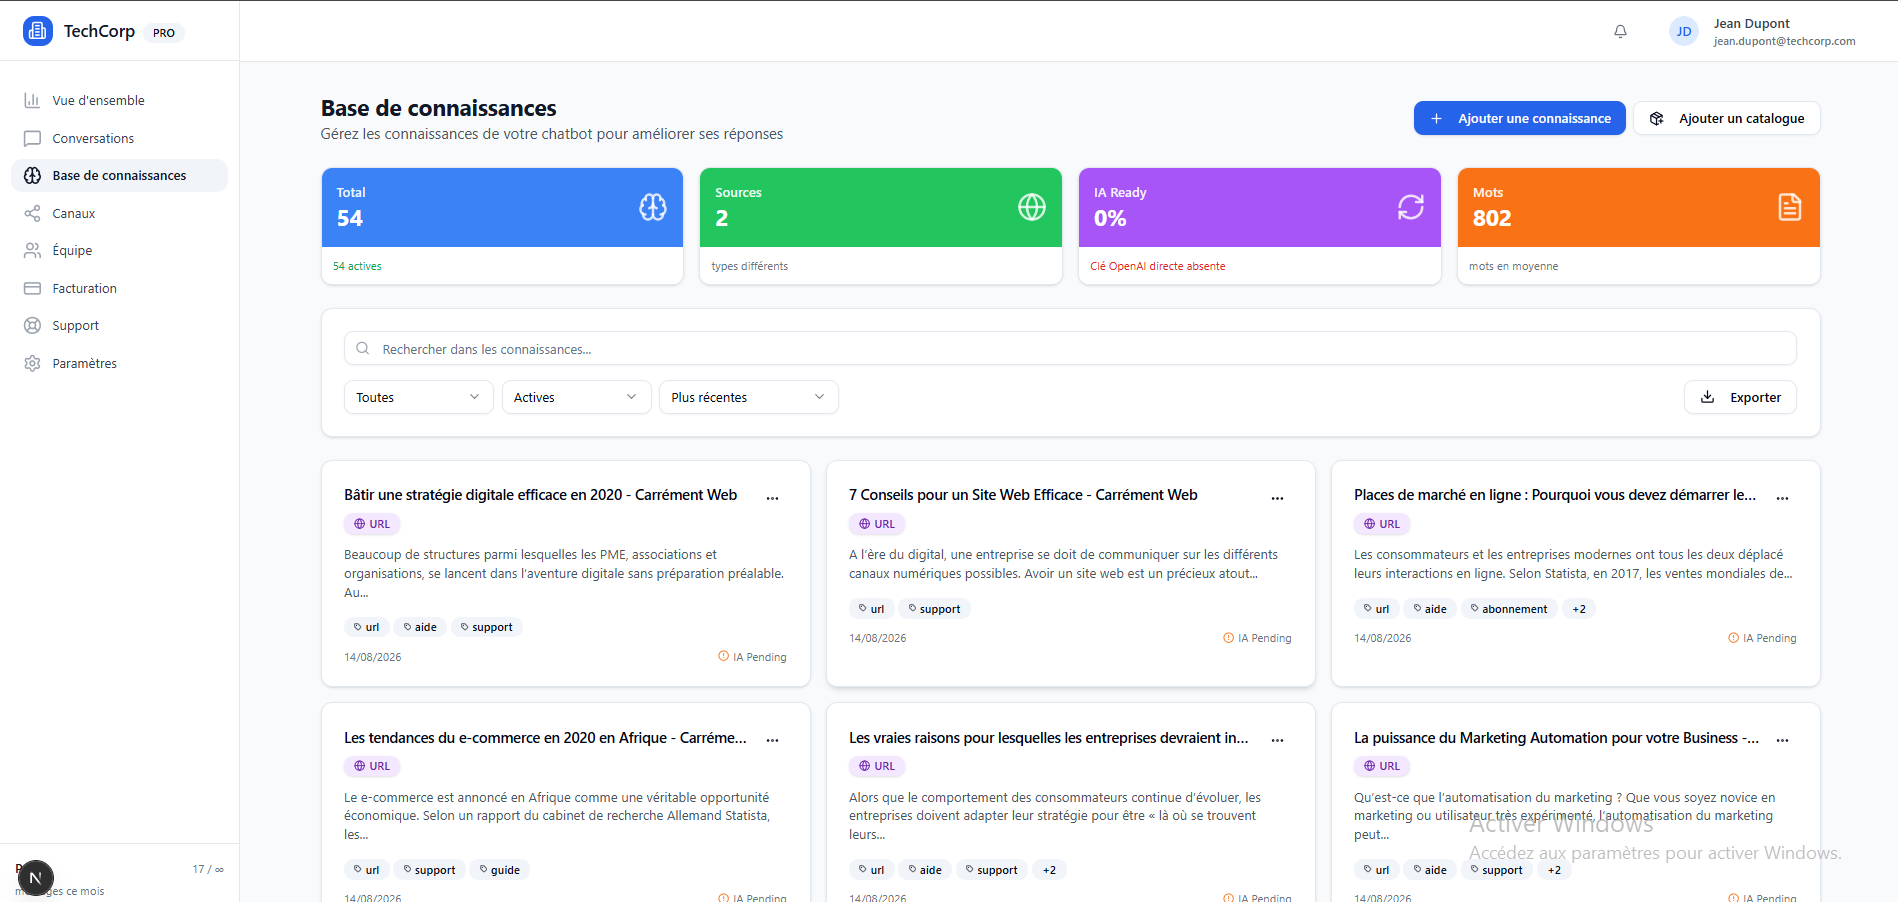 TechCorp PRO
Jean Dupont
JD
jean.dupont@techcorp.com
Vue d'ensemble
Conversations
Base de connaissances
Canaux
Équipe
Facturation
Support
Paramètres
17 / ∞
ce mois
N
Base de connaissances
Gérez les connaissances de votre chatbot pour améliorer ses réponses
Ajouter une connaissance
Ajouter un catalogue
Total
54
54 actives
Sources
2
types différents
IA Ready
0%
Clé OpenAI directe absente
Mots
802
mots en moyenne
Rechercher dans les connaissances...
Toutes
Actives
Plus récentes
Exporter
Bâtir une stratégie digitale efficace en 2020 - Carrément Web
...
URL
Beaucoup de structures parmi lesquelles les PME, associations et
organisations, se lancent dans l’aventure digitale sans préparation préalable.
Au...
url aide support
14/08/2026
IA Pending
7 Conseils pour un Site Web Efficace - Carrément Web
...
URL
A l’ère du digital, une entreprise se doit de communiquer sur les différents
canaux numériques possibles. Avoir un site web est un précieux atout...
url support
14/08/2026
IA Pending
Places de marché en ligne : Pourquoi vous devez démarrer le...
...
URL
Les consommateurs et les entreprises modernes ont tous les deux déplacé
leurs interactions en ligne. Selon Statista, en 2017, les ventes mondiales de...
url aide abonnement +2
14/08/2026
IA Pending
Les tendances du e-commerce en 2020 en Afrique - Carréme...
...
URL
Le e-commerce est annoncé en Afrique comme une véritable opportunité
économique. Selon un rapport du cabinet de recherche Allemand Statista,
les...
url support guide
14/08/2026
IA Pending
Les vraies raisons pour lesquelles les entreprises devraient in...
...
URL
Alors que le comportement des consommateurs continue d’évoluer, les
entreprises doivent adapter leur stratégie pour être « là où se trouvent
leurs...
url aide support +2
14/08/2026
IA Pending
La puissance du Marketing Automation pour votre Business -...
...
URL
Qu’est-ce que l’automatisation du marketing ? Que vous soyez novice en
marketing ou utilisateur très expérimenté, l’automatisation du marketing
peut...
url aide support +2
14/08/2026
IA Pending
Activer Windows
Accédez aux paramètres pour activer Windows.